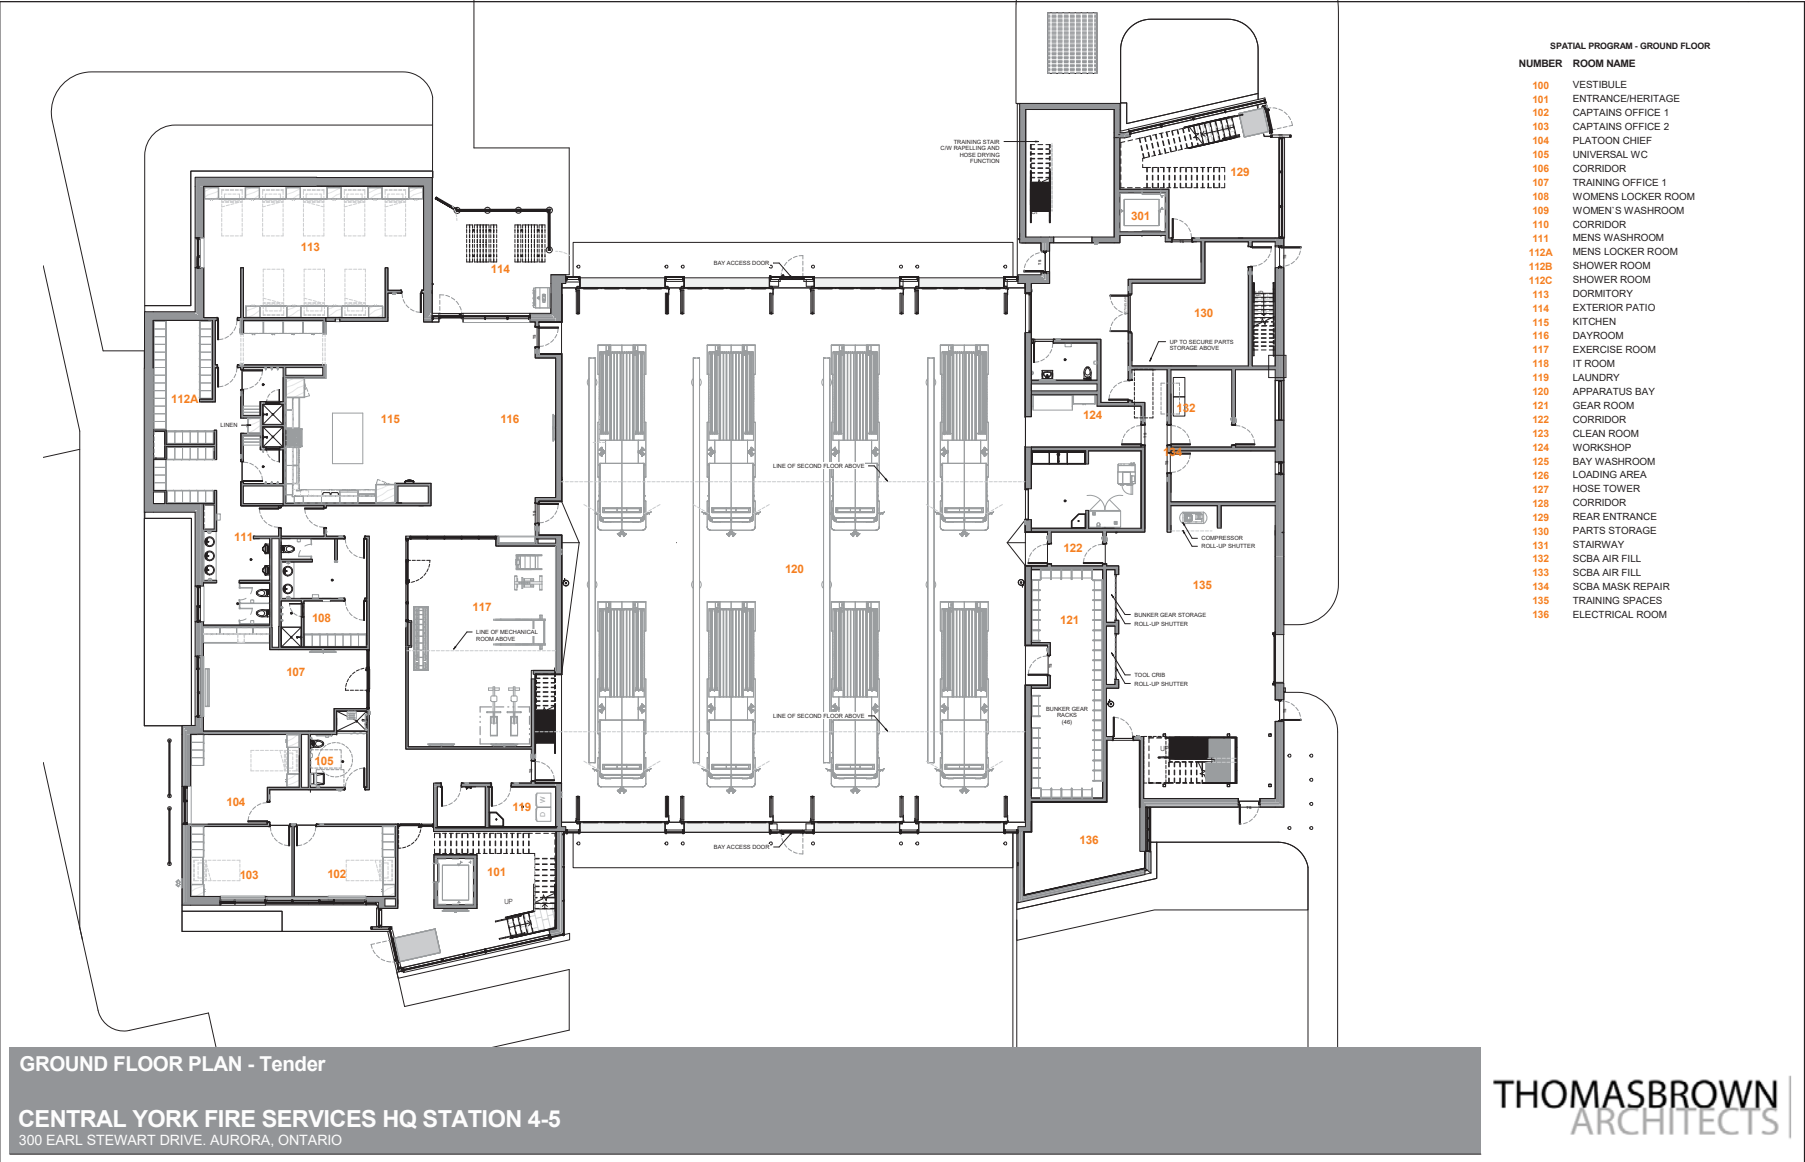 SPATIAL PROGRAM - GROUND FLOOR
NUMBER ROOM NAME
100 VESTIBULE
101 ENTRANCE/HERITAGE
102 CAPTAINS OFFICE 1
103 CAPTAINS OFFICE 2
104 PLATOON CHIEF
105 UNIVERSAL WC
106 CORRIDOR
107 TRAINING OFFICE 1
108 WOMENS LOCKER ROOM
109 WOMEN`S WASHROOM
110 CORRIDOR
111 MENS WASHROOM
112A MENS LOCKER ROOM
112B SHOWER ROOM
112C SHOWER ROOM
113 DORMITORY
114 EXTERIOR PATIO
115 KITCHEN
116 DAYROOM
117 EXERCISE ROOM
118 IT ROOM
119 LAUNDRY
120 APPARATUS BAY
121 GEAR ROOM
122 CORRIDOR
123 CLEAN ROOM
124 WORKSHOP
125 BAY WASHROOM
126 LOADING AREA
127 HOSE TOWER
128 CORRIDOR
129 REAR ENTRANCE
130 PARTS STORAGE
131 STAIRWAY
132 SCBA AIR FILL
133 SCBA AIR FILL
134 SCBA MASK REPAIR
135 TRAINING SPACES
136 ELECTRICAL ROOM
TRAINING STAIR
C/W RAPELLING AND
HOSE DRYING
FUNCTION
129
301
113
114
BAY ACCESS DOOR
130
UP TO SECURE PARTS
STORAGE ABOVE
112A
LINEN
115
116
124
132
134
LINE OF SECOND FLOOR ABOVE
111
COMPRESSOR
ROLL-UP SHUTTER
122
120
135
117
108
121
BUNKER GEAR STORAGE
ROLL-UP SHUTTER
LINE OF MECHANICAL
ROOM ABOVE
107
TOOL CRIB
ROLL-UP SHUTTER
BUNKER GEAR
RACKS
(46)
LINE OF SECOND FLOOR ABOVE
UP
105
104
119
D W
BAY ACCESS DOOR
136
103
102
101
UP
GROUND FLOOR PLAN - Tender
CENTRAL YORK FIRE SERVICES HQ STATION 4-5
300 EARL STEWART DRIVE. AURORA, ONTARIO
THOMASBROWN
ARCHITECTS